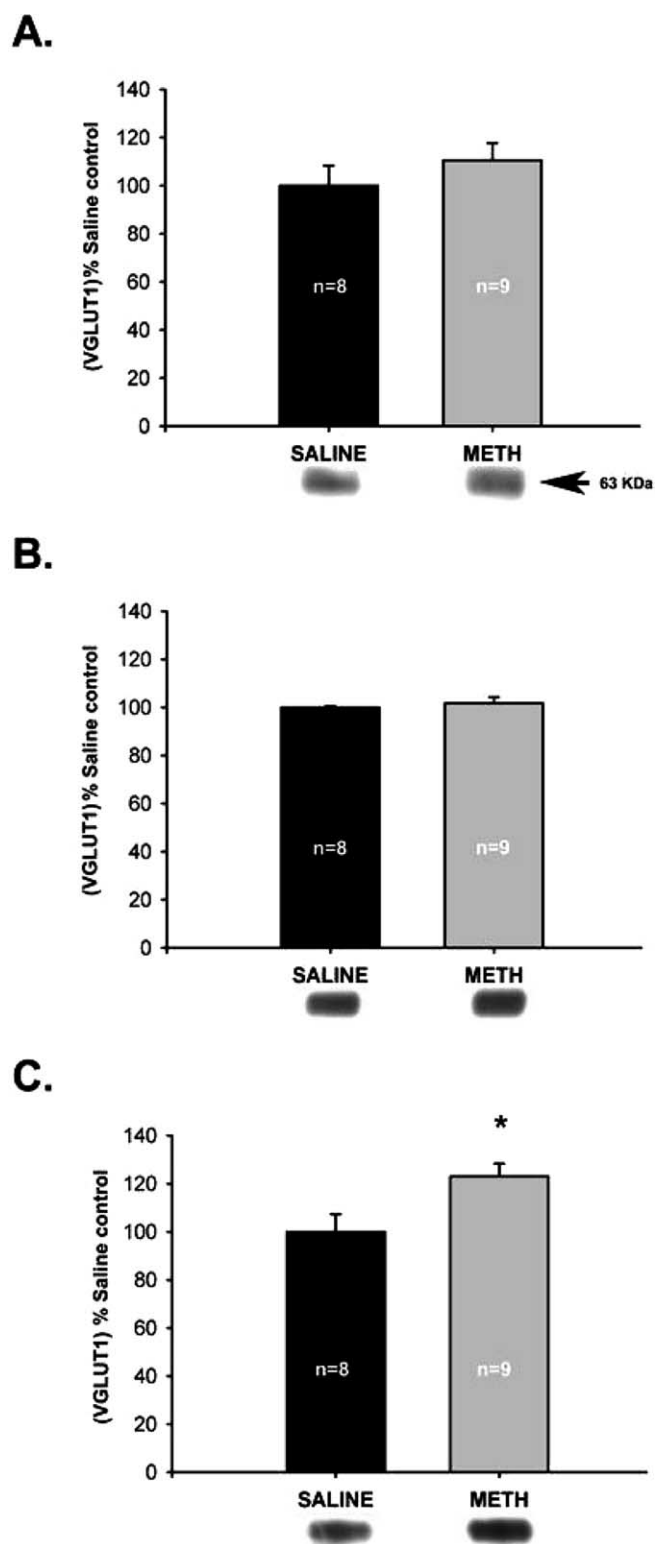 A.
(VGLUT1)% Saline control
140
120
100
80
60
40
20
0
n=8
n=9
SALINE METH
63 KDa
B.
(VGLUT1)% Saline control
140
120
100
80
60
40
20
0
n=8
n=9
SALINE METH
C.
(VGLUT1) % Saline control
140
120
100
80
60
40
20
0
*
n=8
n=9
SALINE METH